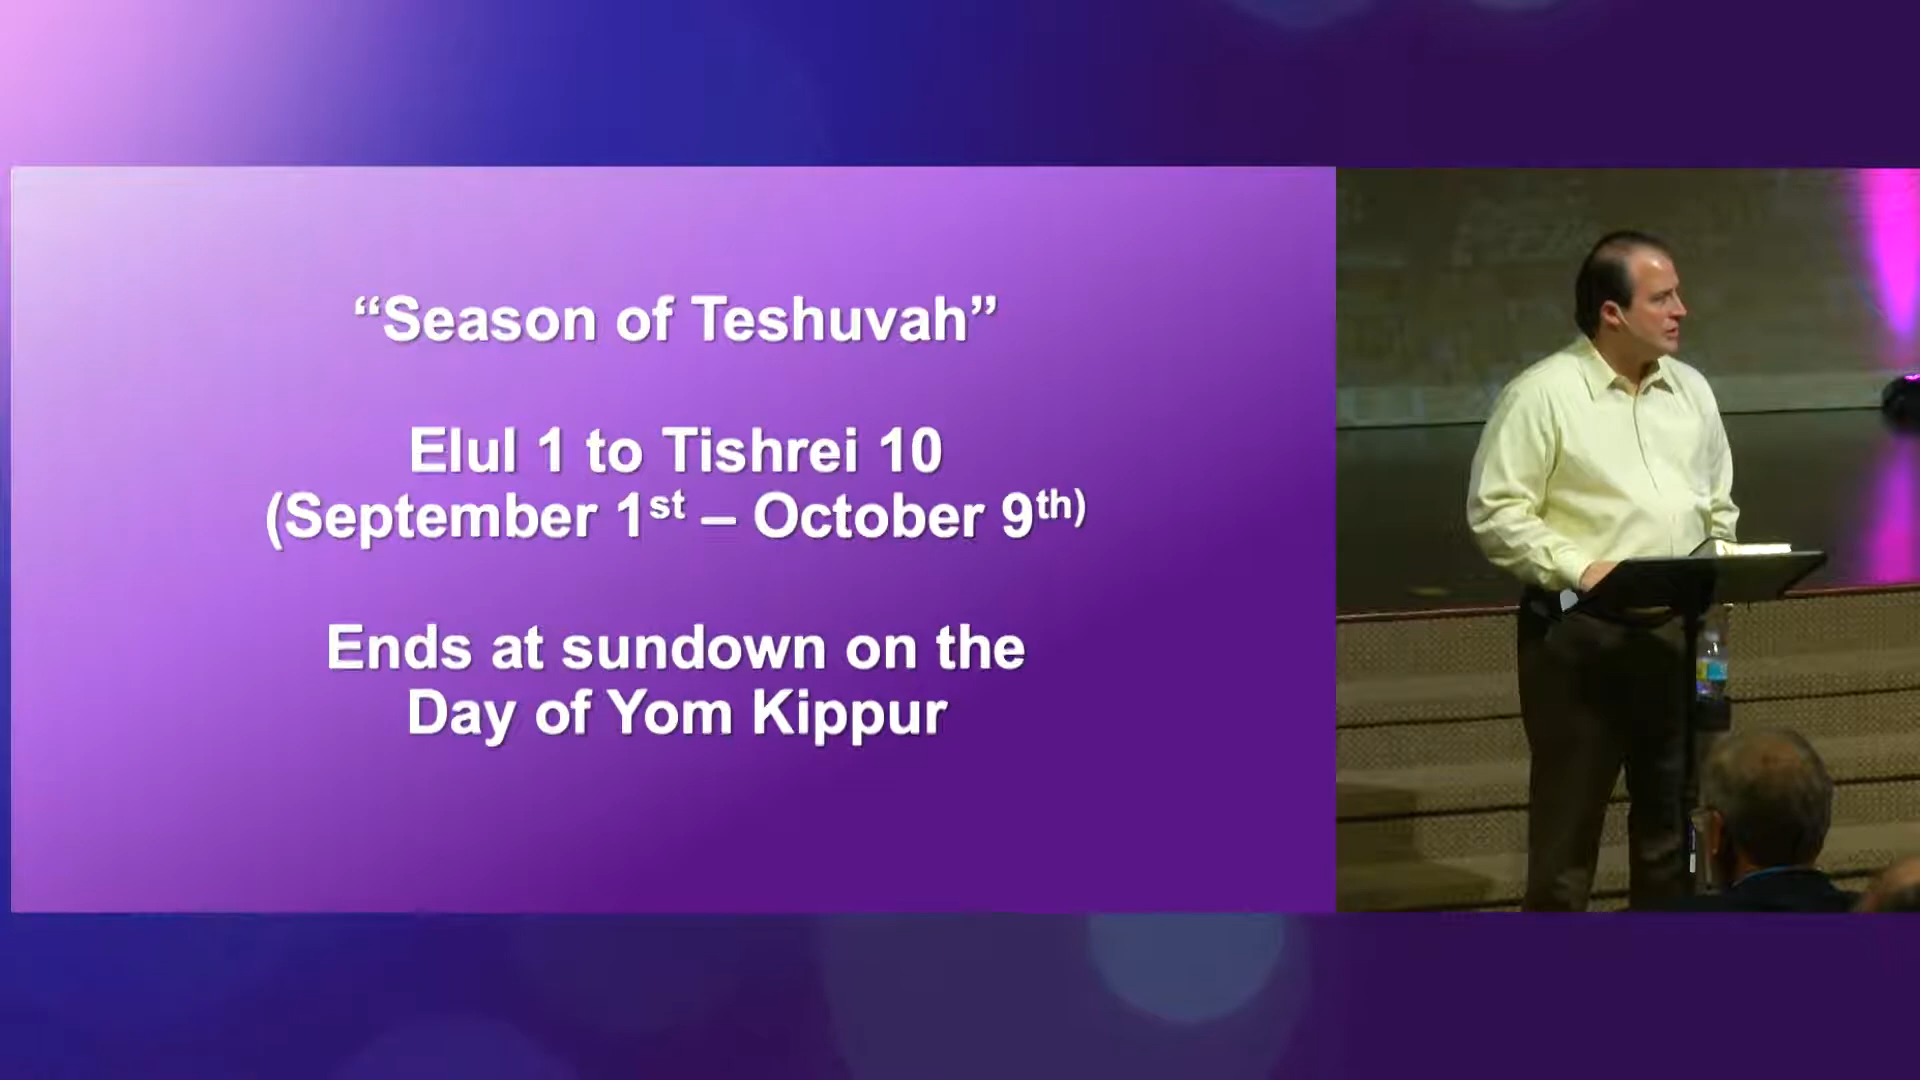 “Season of Teshuvah”
Elul 1 to Tishrei 10
(September 1st – October 9th)
Ends at sundown on the
Day of Yom Kippur